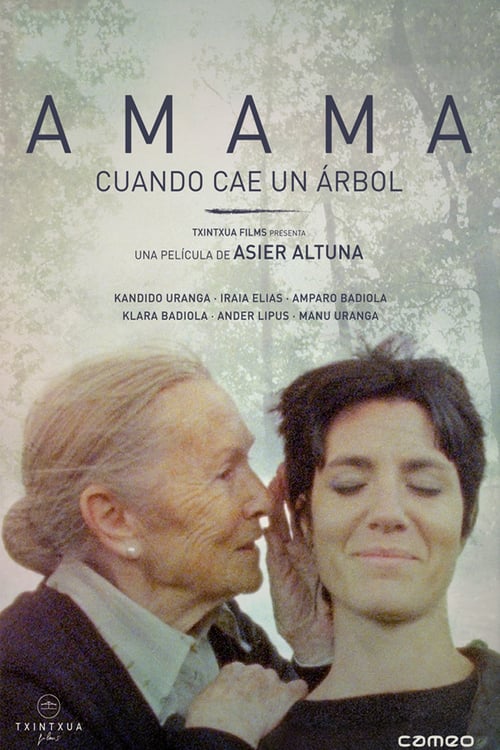 AMAMA
CUANDO CAE UN ÁRBOL
TXINTXUA FILMS PRESENTA
UNA PELÍCULA DE ASIER ALTUNA
KANDIDO URANGA · IRAIA ELIAS · AMPARO BADIOLA
KLARA BADIOLA · ANDER LIPUS · MANU URANGA
TXINTXUA
films
cameo